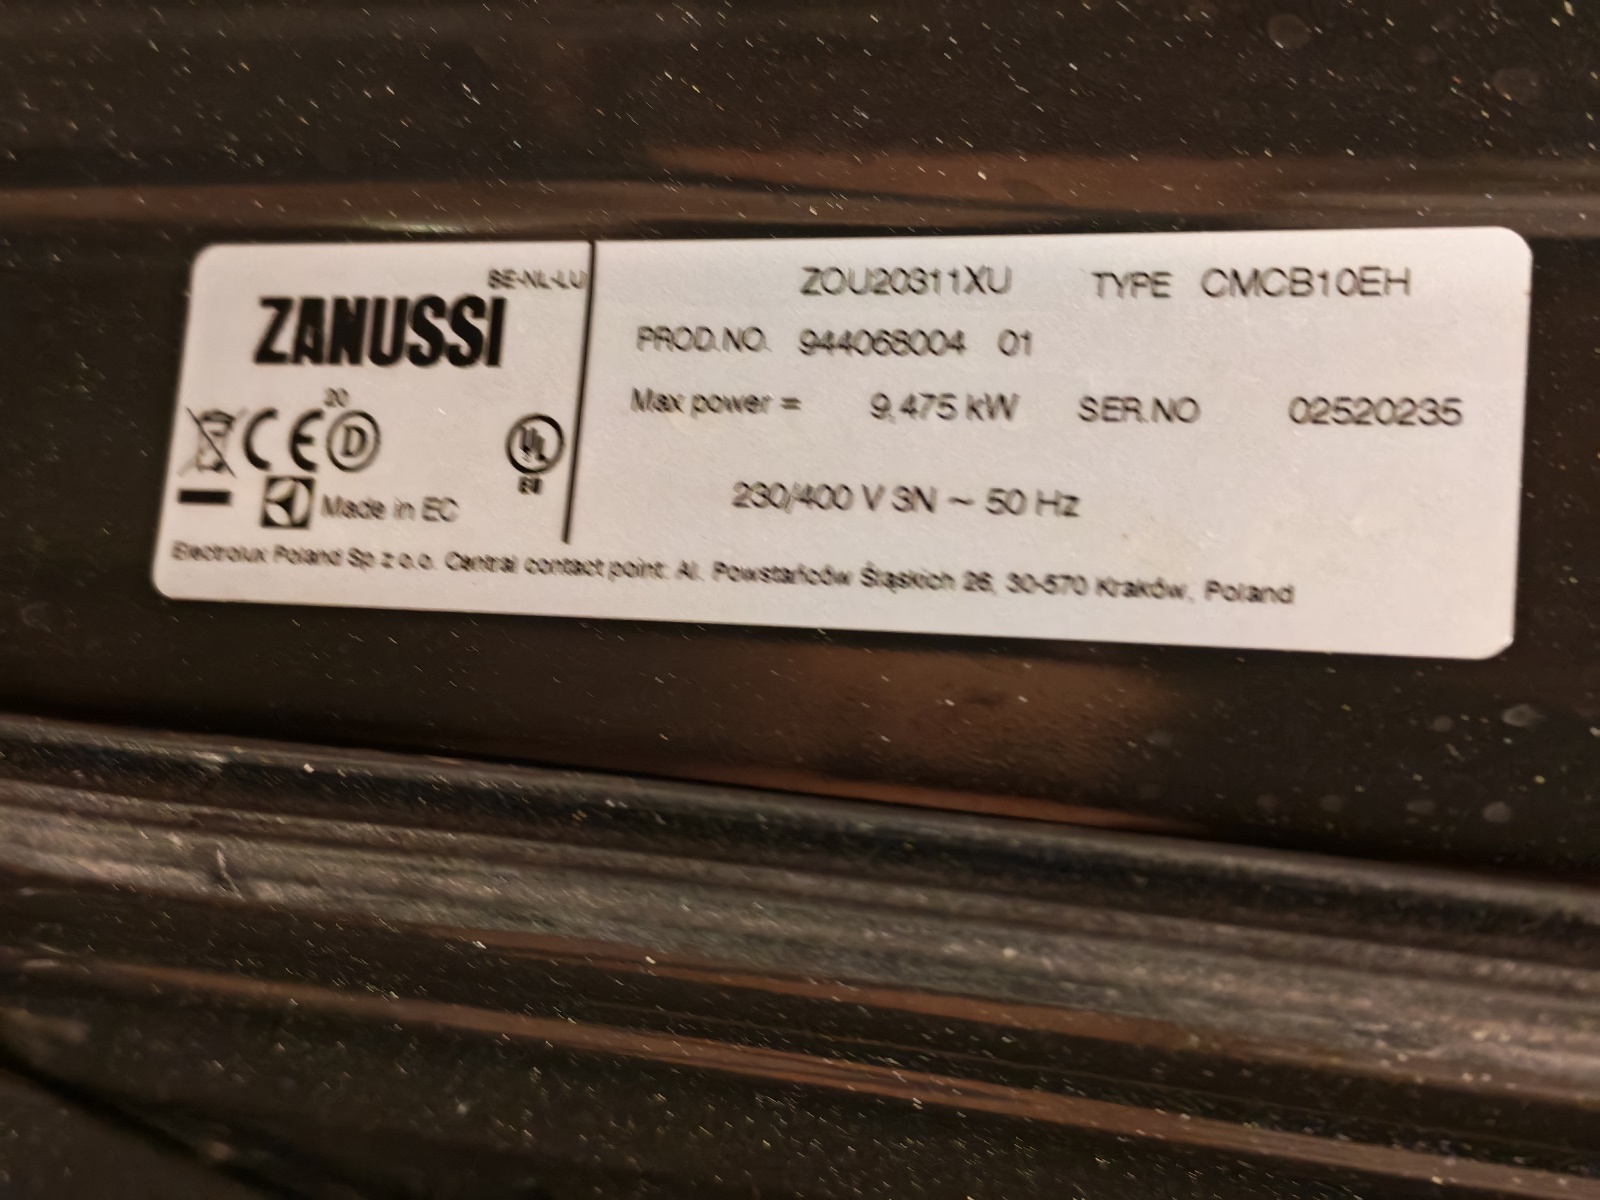 BE-NL-LU
ZANUSSI
ZOU20311XU TYPE CMCB10EH
PROD.NO. 944068004 01
Max power = 9,475 kW SER.NO 02520235
20
CE D UL
EU
Made in EC
230/400 V 3N ~ 50 Hz
Electrolux Poland Sp. z o.o. Central contact point: Al. Powstańców Śląskich 26, 30-570 Kraków, Poland